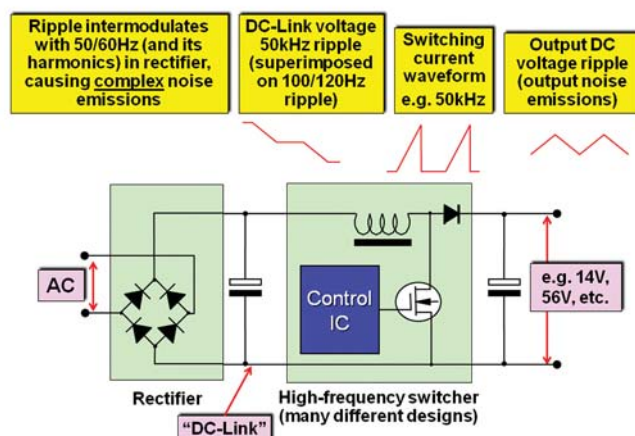 Ripple intermodulates
with 50/60Hz (and its
harmonics) in rectifier,
causing complex noise
emissions
DC-Link voltage
50kHz ripple
(superimposed
on 100/120Hz
ripple)
Switching
current
waveform
e.g. 50kHz
Output DC
voltage ripple
(output noise
emissions)
AC
Control
IC
e.g. 14V,
56V, etc.
Rectifier
High-frequency switcher
(many different designs)
“DC-Link”